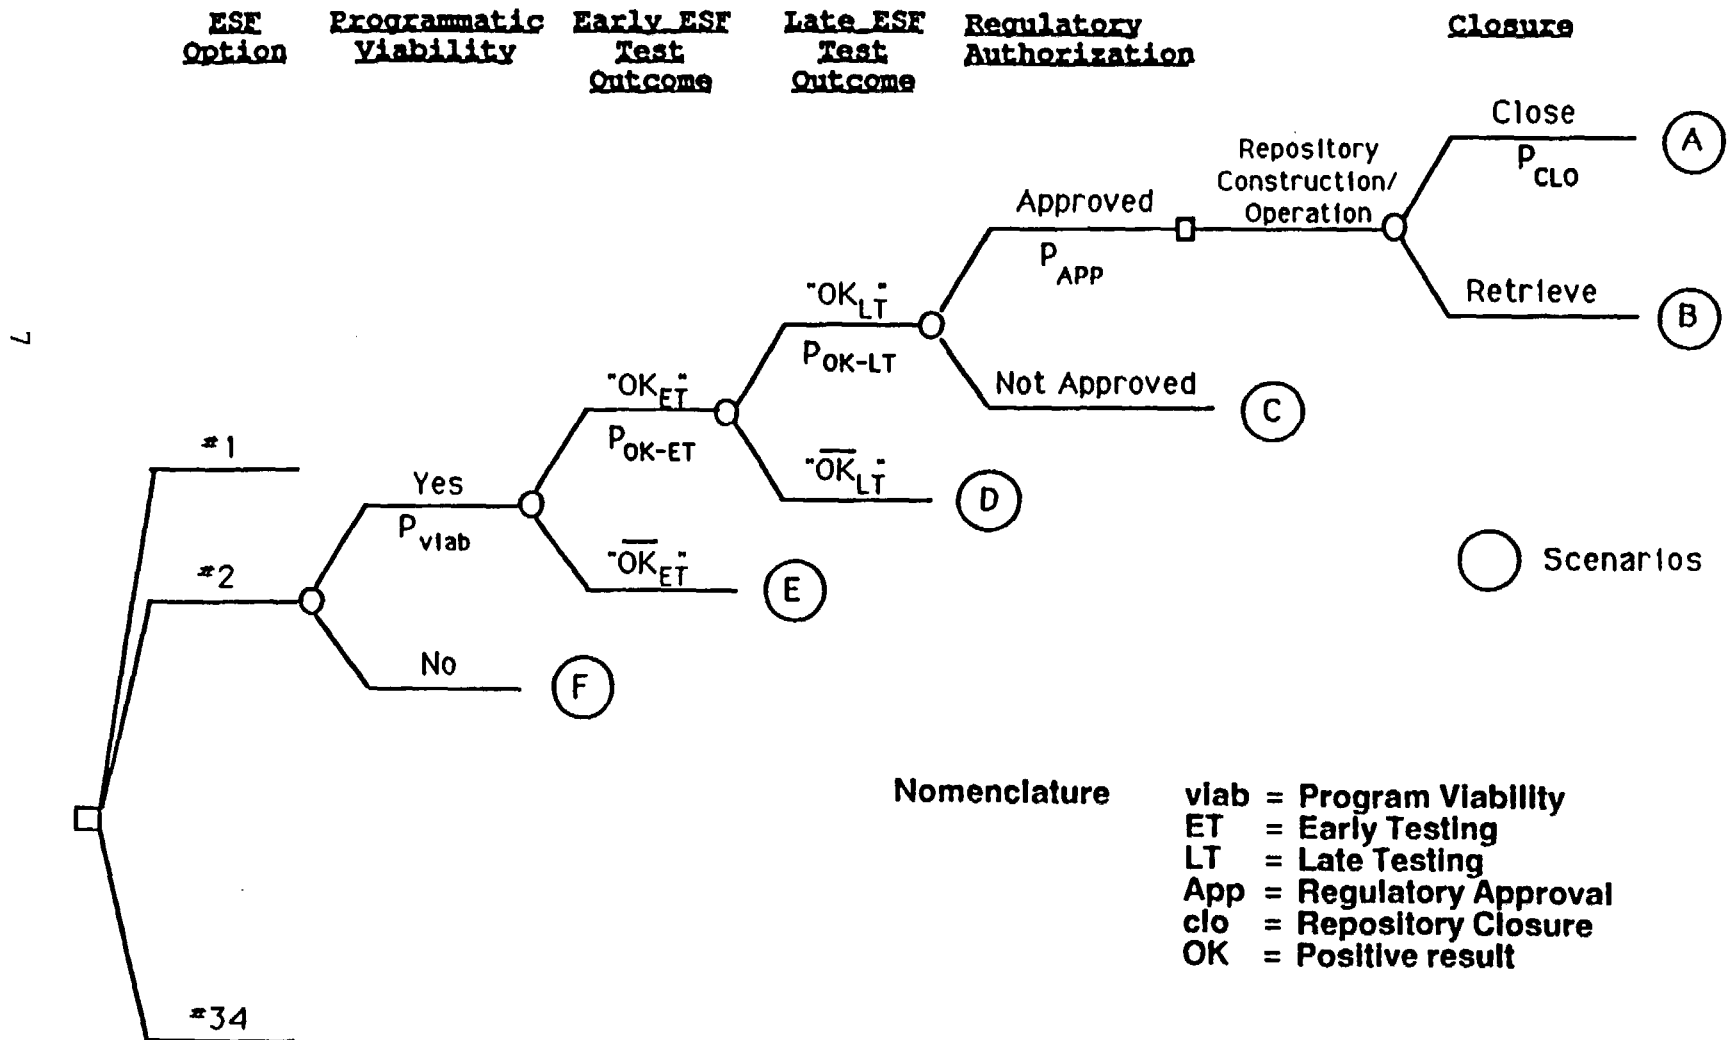 ESF Option
Programmatic Viability
Early ESF Test Outcome
Late ESF Test Outcome
Regulatory Authorization
Closure
Close
P_CLO
A
Repository
Construction/
Operation
Approved
P_APP
Retrieve
B
"OK_LT"
P_OK-LT
Not Approved
C
"OK_ET"
P_OK-ET
"O̅K̅_LT"
D
#1
Yes
P_viab
"O̅K̅_ET"
E
Scenarios
#2
No
F
7
Nomenclature
viab = Program Viability
ET = Early Testing
LT = Late Testing
App = Regulatory Approval
clo = Repository Closure
OK = Positive result
#34